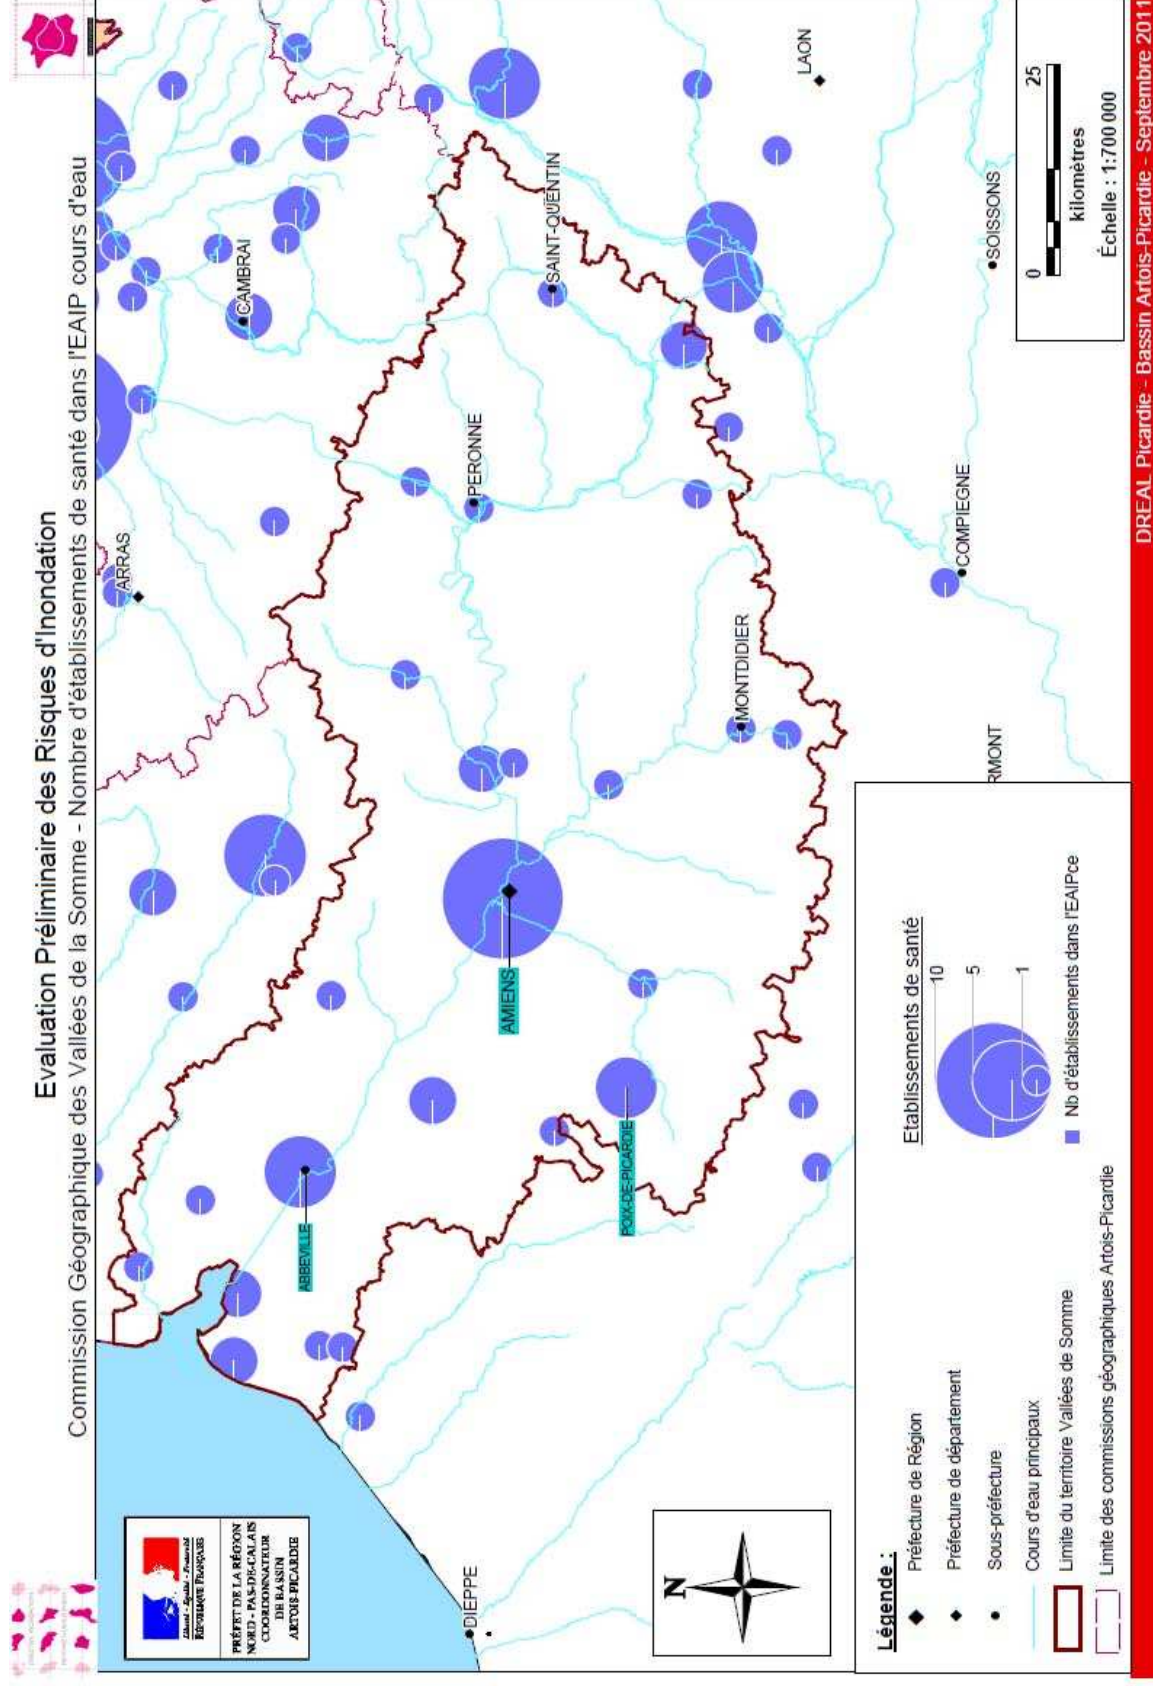 Evaluation Préliminaire des Risques d'Inondation
Commission Géographique des Vallées de la Somme - Nombre d'établissements de santé dans l'EAIP cours d'eau
Liberté - Égalité - Fraternité
RÉPUBLIQUE FRANÇAISE
PRÉFET DE LA RÉGION
NORD - PAS-DE-CALAIS
COORDONNATEUR
DE BASSIN
ARTOIS-PICARDIE
ARRAS
CAMBRAI
ABBEVILLE
AMIENS
PERONNE
SAINT-QUENTIN
DIEPPE
POIX-DE-PICARDIE
MONTDIDIER
LAON
COMPIEGNE
SOISSONS
RMONT
N
Légende :
Préfecture de Région
Préfecture de département
Sous-préfecture
Cours d'eau principaux
Limite du territoire Vallées de Somme
Limite des commissions géographiques Artois-Picardie
Etablissements de santé
10
5
1
Nb d'établissements dans l'EAIPce
0
25
kilomètres
Échelle : 1:700 000
DREAL Picardie - Bassin Artois-Picardie - Septembre 2011